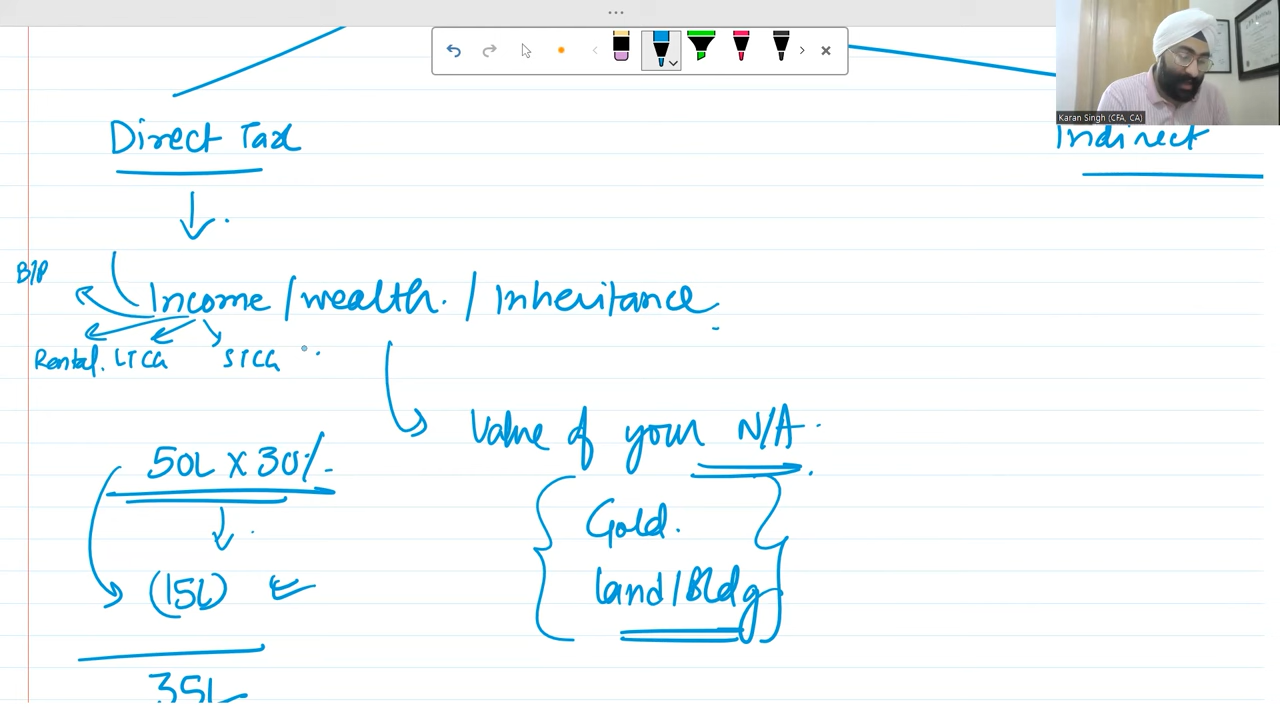 Karan Singh (CFA, CA)
Direct Tax
Indirect
B/P
Income / wealth. / Inheritance
Rental. LTCG STCG
Value of your N/A.
50L x 30%
Gold.
(15L)
land/Bldg
35L